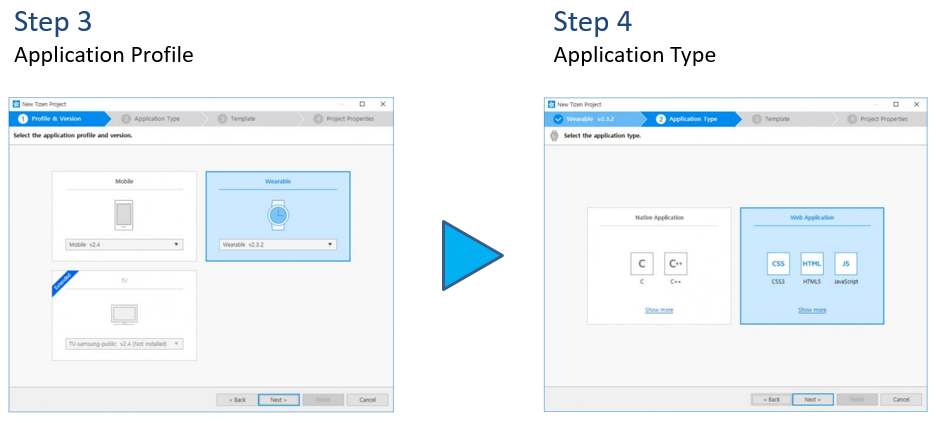 Step 3
Application Profile
New Tizen Project
1 Profile & Version
2 Application Type
3 Template
4 Project Properties
Select the application profile and version.
Mobile
Mobile v2.4
Wearable
Wearable v2.3.2
Extended
TV
TV-samsung-public v2.4 (Not Installed)
< Back
Next >
Finish
Cancel
Step 4
Application Type
New Tizen Project
Wearable v2.3.2
2 Application Type
3 Template
4 Project Properties
Select the application type.
Native Application
C
C++
C
C++
Show more
Web Application
CSS
HTML
JS
CSS3
HTML5
JavaScript
Show more
< Back
Next >
Finish
Cancel